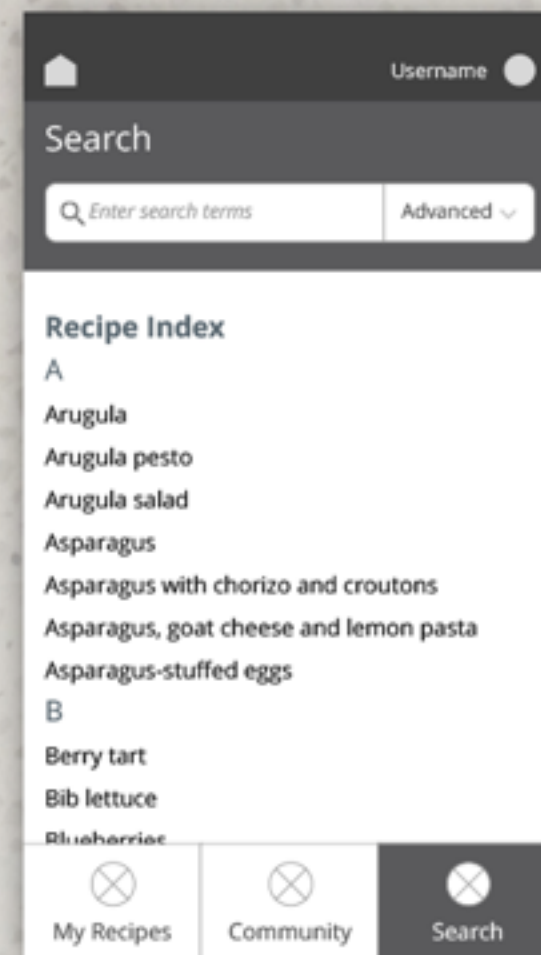 Username
Search
Enter search terms
Advanced
Recipe Index
A
Arugula
Arugula pesto
Arugula salad
Asparagus
Asparagus with chorizo and croutons
Asparagus, goat cheese and lemon pasta
Asparagus-stuffed eggs
B
Berry tart
Bib lettuce
Blueberries
My Recipes
Community
Search